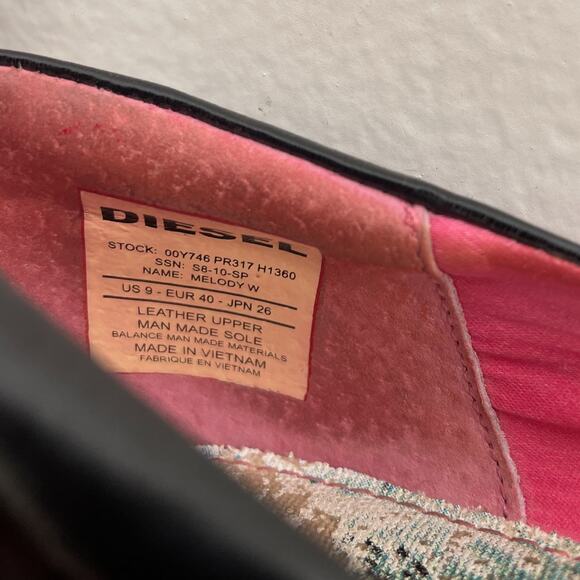 DIESEL
STOCK: 00Y746 PR317 H1360
SSN: S8-10-SP
NAME: MELODY W
US 9 - EUR 40 - JPN 26
LEATHER UPPER
MAN MADE SOLE
BALANCE MAN MADE MATERIALS
MADE IN VIETNAM
FABRIQUE EN VIETNAM